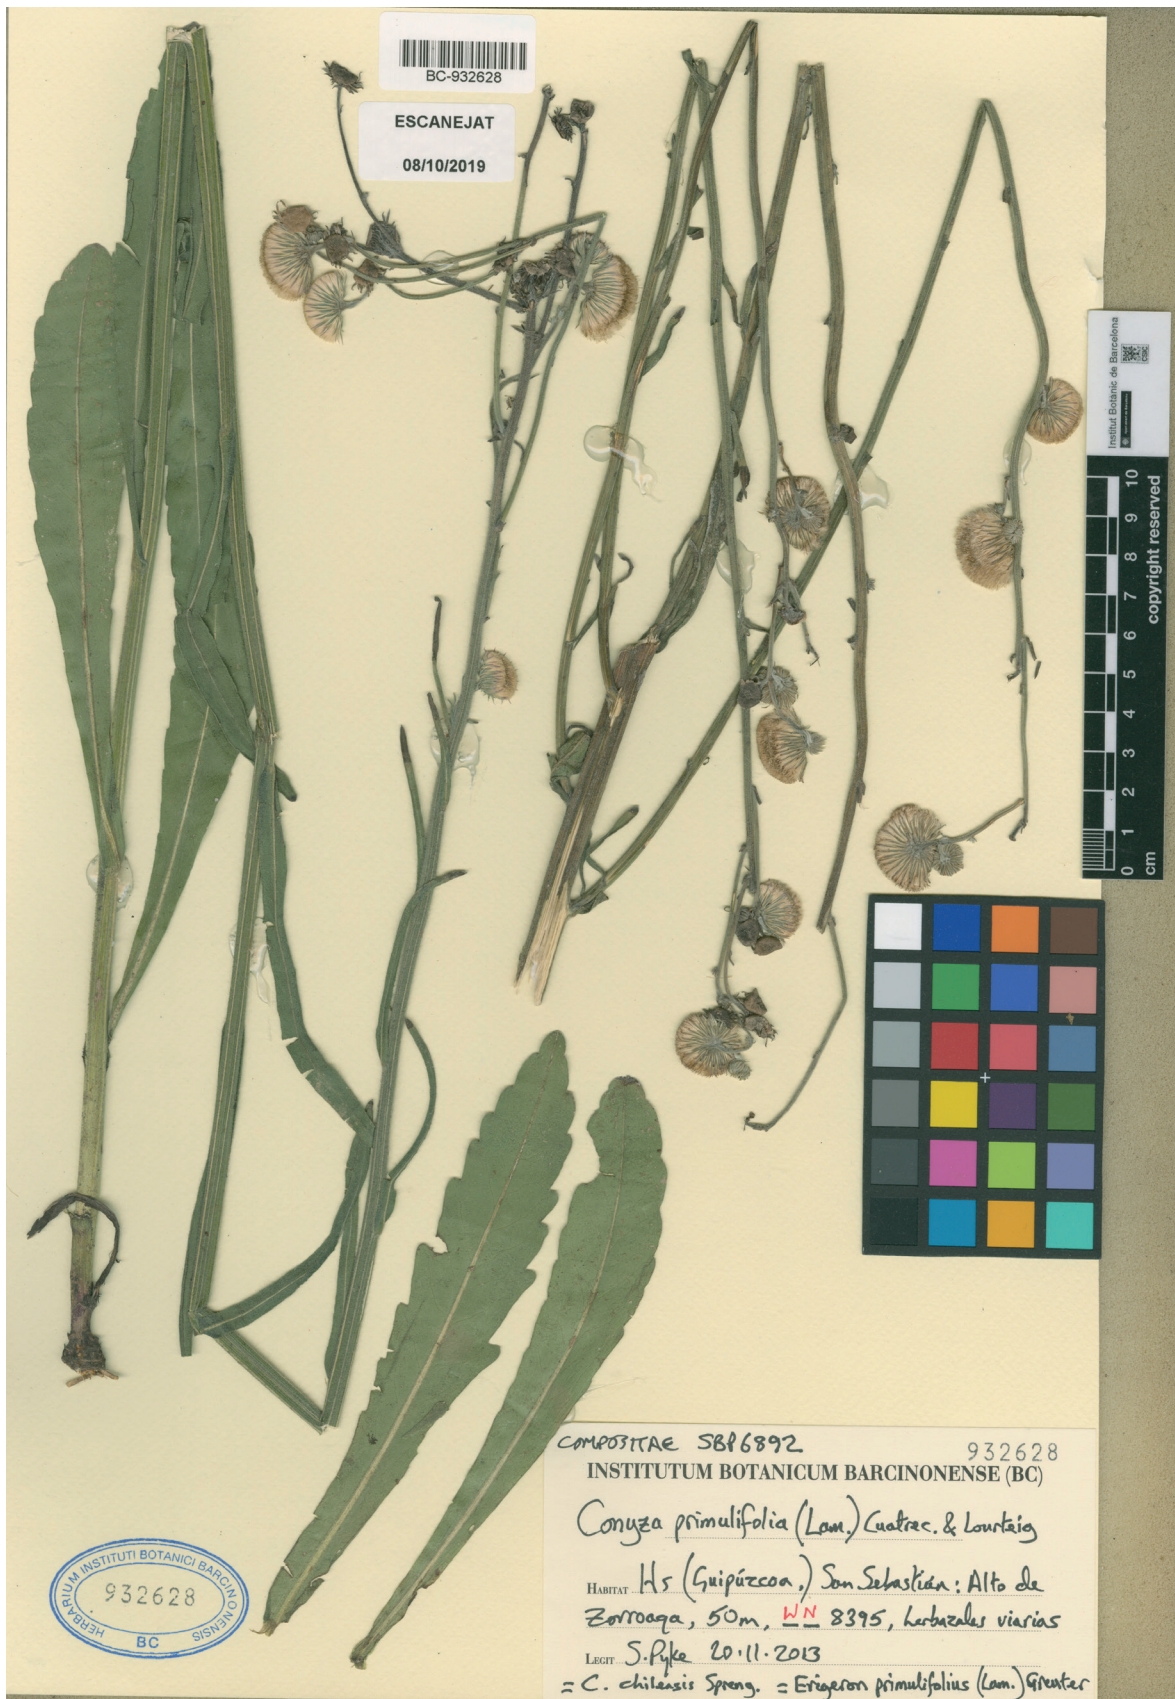 BC-932628
ESCANEJAT
08/10/2019
Institut Botànic de Barcelona
CSIC
copyright reserved
10
9
8
7
6
5
4
3
2
1
0
cm
COMPOSITAE SBP6892
932628
INSTITUTUM BOTANICUM BARCINONENSE (BC)
Conyza primulifolia (Lam.) Cuatrec. & Lourteig
HABITAT Hs (Guipúzcoa.) San Sebastián: Alto de
Zorroaga, 50m, WN 8395, herbazales viarias
LEGIT S. Pyke 20.11.2013
= C. chilensis Spreng. = Erigeron primulifolius (Lam.) Greuter
HERBARIUM INSTITUTI BOTANICI BARCINONENSIS
932628
BC